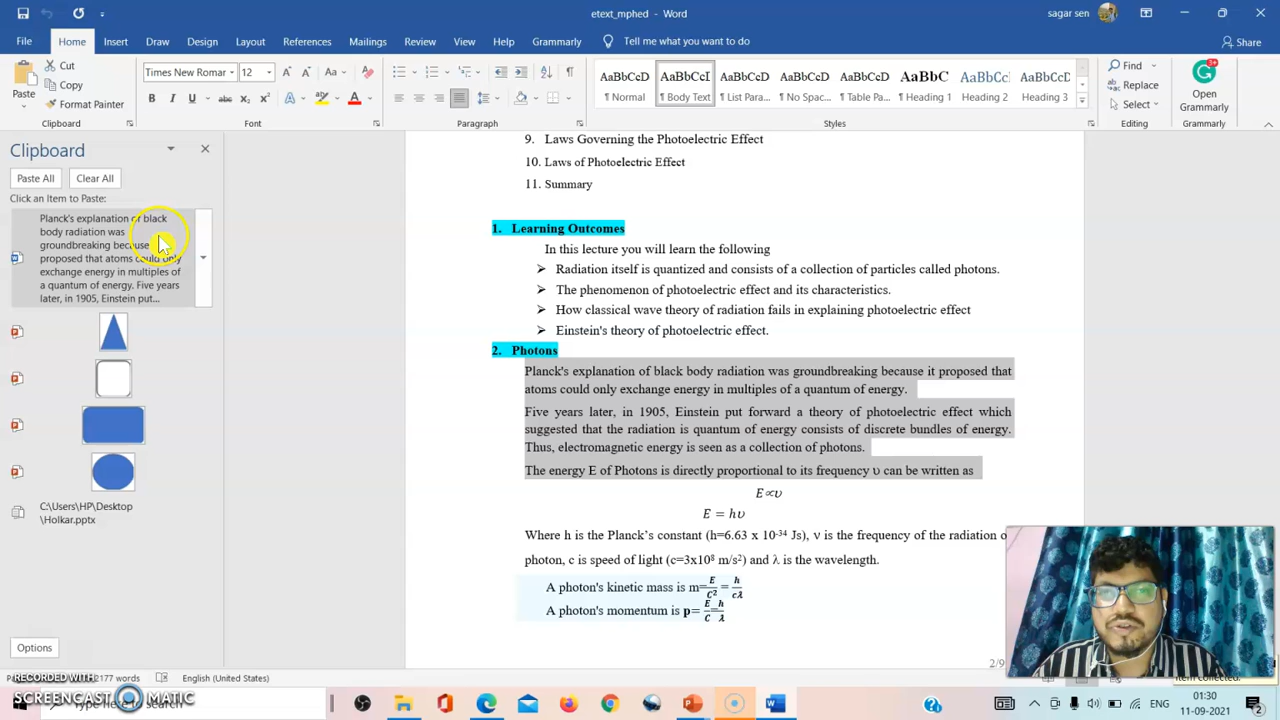 etext_mphed - Word
sagar sen
File Home Insert Draw Design Layout References Mailings Review View Help Grammarly Tell me what you want to do Share
Paste Cut Copy Format Painter
Times New Roman 12
B I U abc X₂ X² A A
AaBbCcD AaBbCcI AaBbCcD AaBbCcD AaBbCcD AaBbC AaBbCcI AaBbCcD
¶ Normal ¶ Body Text ¶ List Para... ¶ No Spac... ¶ Table Pa... ¶ Heading 1 Heading 2 Heading 3
Find Replace Select
Open Grammarly
Clipboard Font Paragraph Styles Editing Grammarly
Clipboard
Paste All Clear All
Click an Item to Paste:
Planck's explanation of black
body radiation was
groundbreaking because
proposed that atoms could only
exchange energy in multiples of
a quantum of energy. Five years
later, in 1905, Einstein put...
C:\Users\HP\Desktop
\Holkar.pptx
Options
9. Laws Governing the Photoelectric Effect
10. Laws of Photoelectric Effect
11. Summary
1. Learning Outcomes
In this lecture you will learn the following
➢ Radiation itself is quantized and consists of a collection of particles called photons.
➢ The phenomenon of photoelectric effect and its characteristics.
➢ How classical wave theory of radiation fails in explaining photoelectric effect
➢ Einstein's theory of photoelectric effect.
2. Photons
Planck's explanation of black body radiation was groundbreaking because it proposed that
atoms could only exchange energy in multiples of a quantum of energy.
Five years later, in 1905, Einstein put forward a theory of photoelectric effect which
suggested that the radiation is quantum of energy consists of discrete bundles of energy.
Thus, electromagnetic energy is seen as a collection of photons.
The energy E of Photons is directly proportional to its frequency υ can be written as
E∝υ
E = hυ
Where h is the Planck's constant (h=6.63 x 10⁻³⁴ Js), ν is the frequency of the radiation
photon, c is speed of light (c=3x10⁸ m/s²) and λ is the wavelength.
A photon's kinetic mass is m=E/C² = h/cλ
A photon's momentum is p= E/C=h/λ
2/9
2177 words English (United States)
RECORDED WITH
SCREENCAST MATIC
Type here to search
ENG
01:30
11-09-2021
2